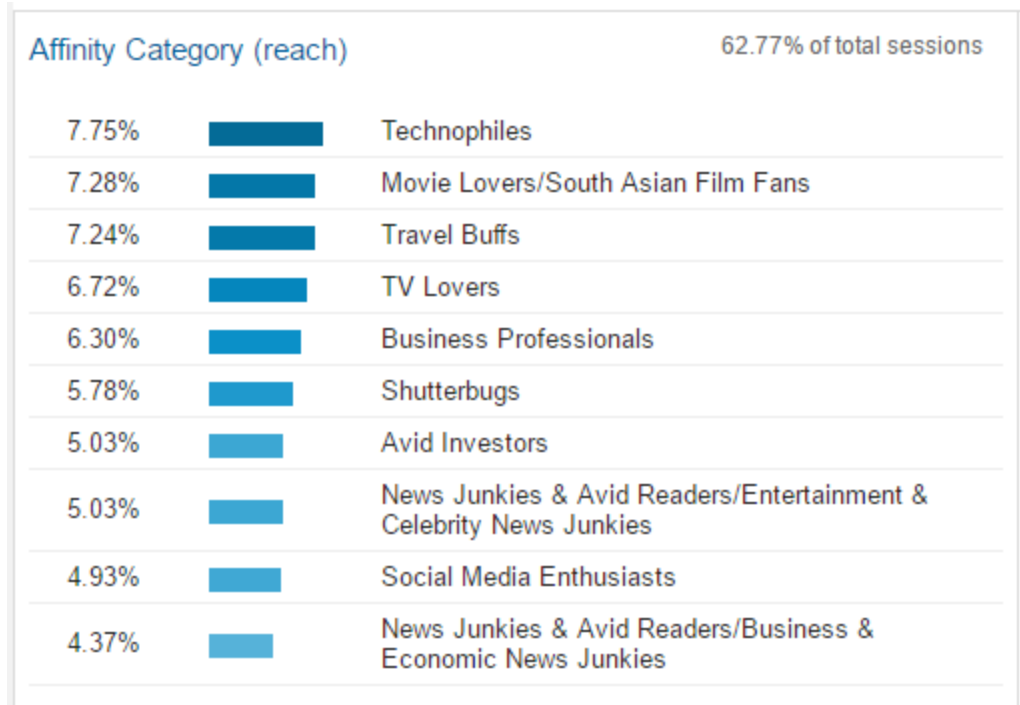 Affinity Category (reach)
62.77% of total sessions
7.75% Technophiles
7.28% Movie Lovers/South Asian Film Fans
7.24% Travel Buffs
6.72% TV Lovers
6.30% Business Professionals
5.78% Shutterbugs
5.03% Avid Investors
5.03% News Junkies & Avid Readers/Entertainment &
Celebrity News Junkies
4.93% Social Media Enthusiasts
4.37% News Junkies & Avid Readers/Business &
Economic News Junkies